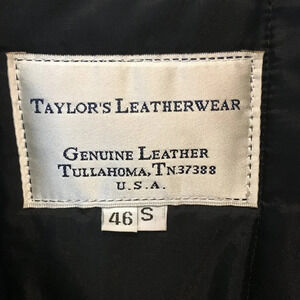 TAYLOR'S LEATHERWEAR
GENUINE LEATHER
TULLAHOMA, TN.37388
U.S.A.
46 S